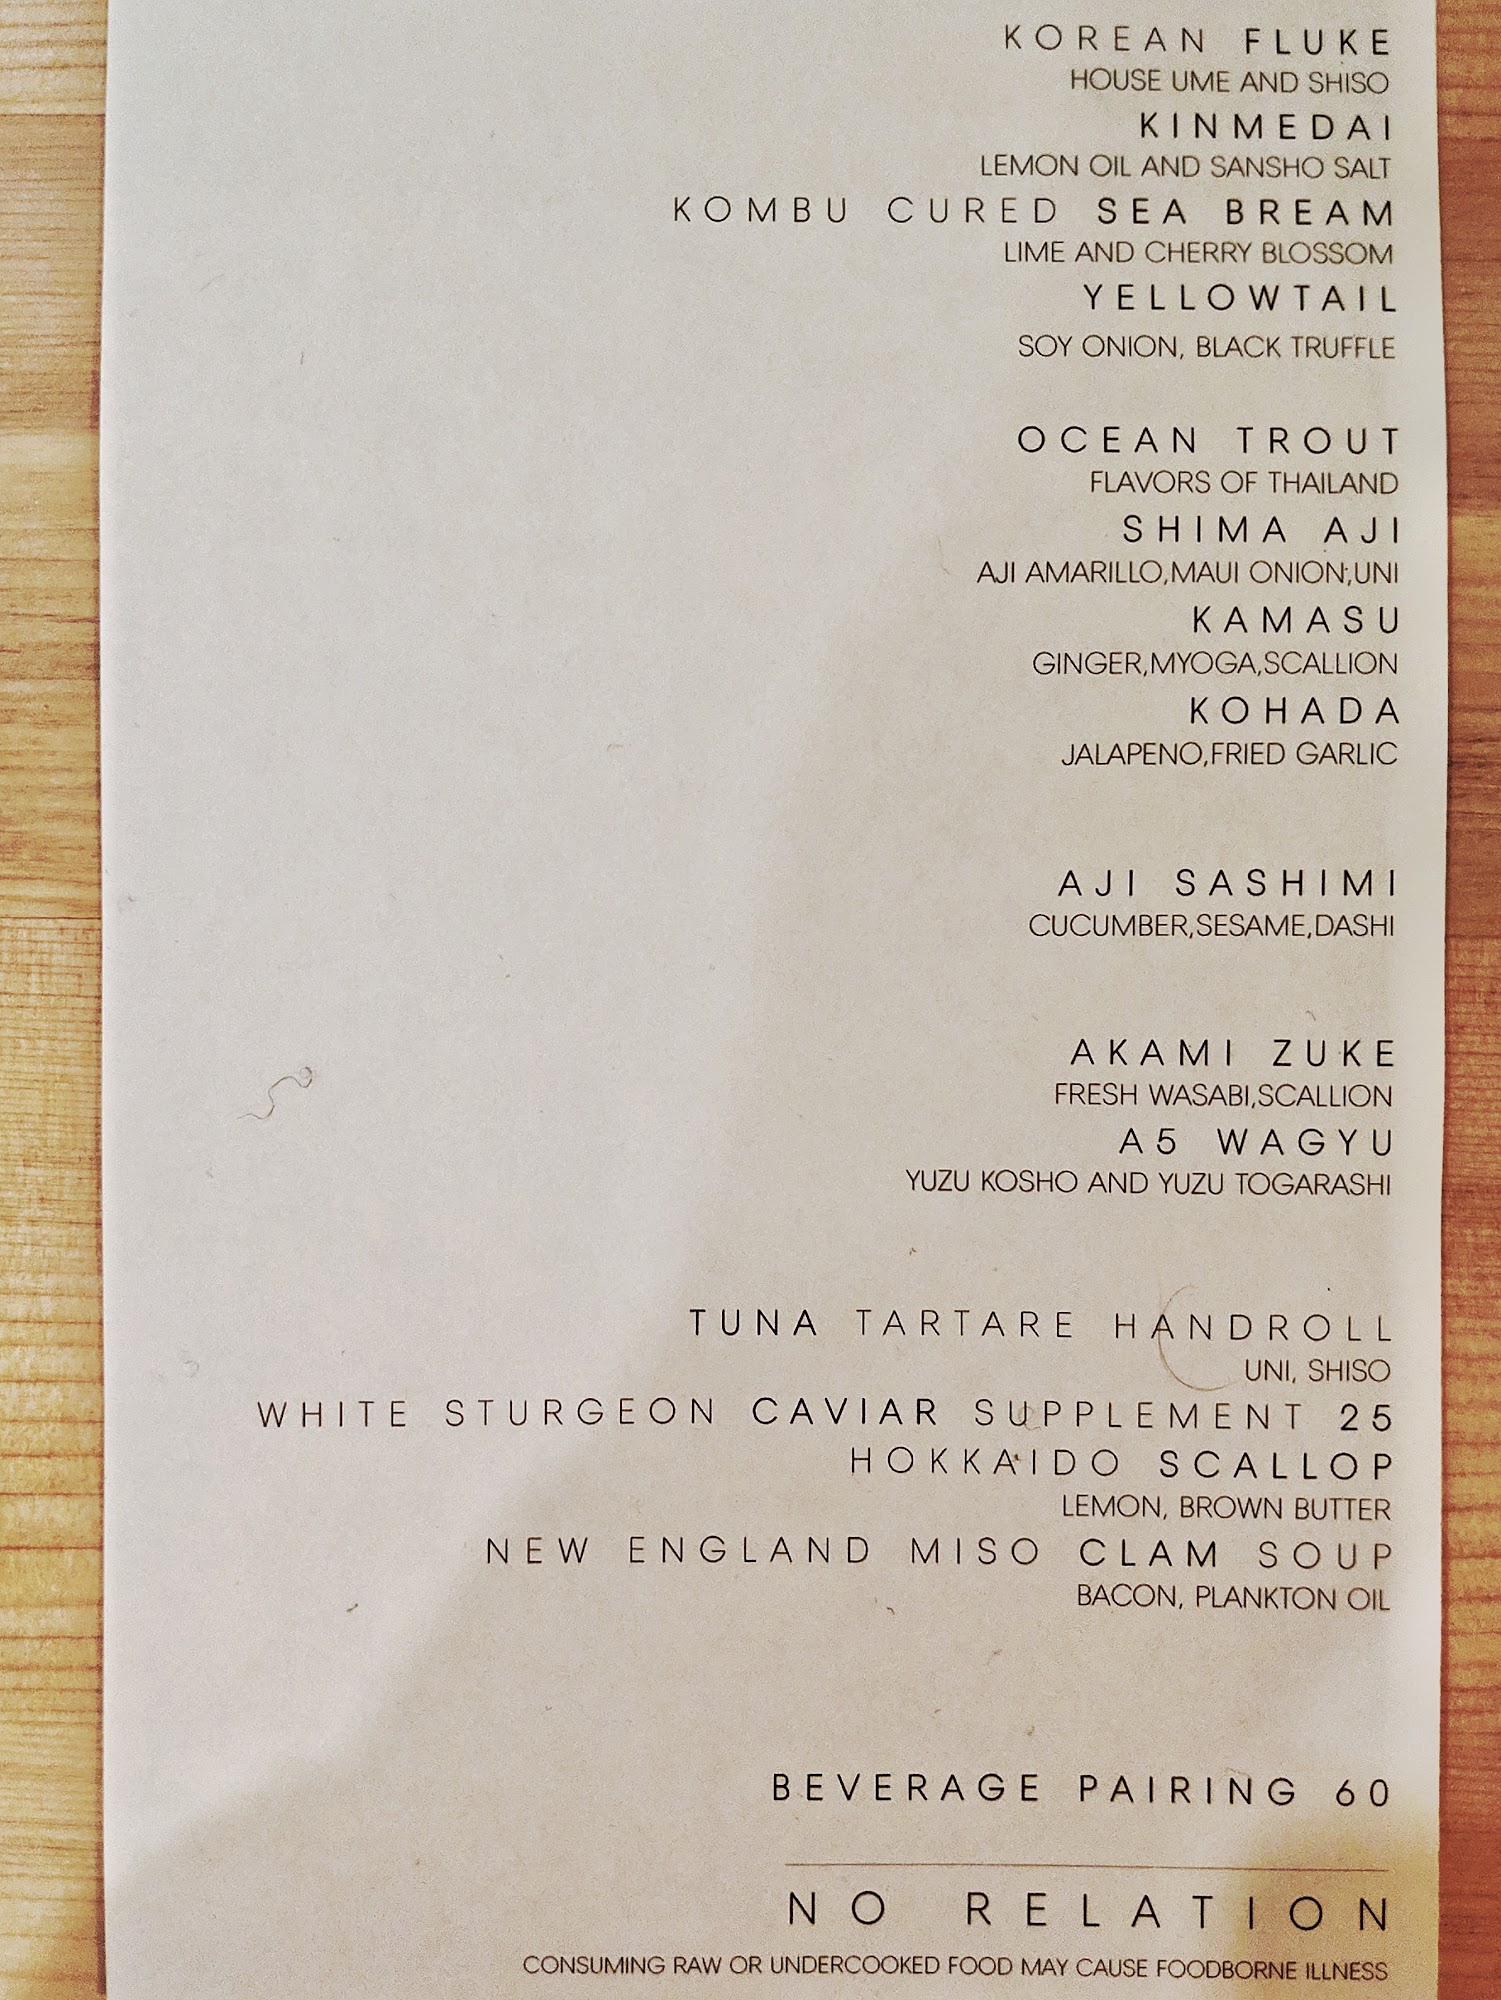 KOREAN FLUKE
HOUSE UME AND SHISO
KINMEDAI
LEMON OIL AND SANSHO SALT
KOMBU CURED SEA BREAM
LIME AND CHERRY BLOSSOM
YELLOWTAIL
SOY ONION, BLACK TRUFFLE
OCEAN TROUT
FLAVORS OF THAILAND
SHIMA AJI
AJI AMARILLO,MAUI ONION,UNI
KAMASU
GINGER,MYOGA,SCALLION
KOHADA
JALAPENO,FRIED GARLIC
AJI SASHIMI
CUCUMBER,SESAME,DASHI
AKAMI ZUKE
FRESH WASABI,SCALLION
A5 WAGYU
YUZU KOSHO AND YUZU TOGARASHI
TUNA TARTARE HANDROLL
UNI, SHISO
WHITE STURGEON CAVIAR SUPPLEMENT 25
HOKKAIDO SCALLOP
LEMON, BROWN BUTTER
NEW ENGLAND MISO CLAM SOUP
BACON, PLANKTON OIL
BEVERAGE PAIRING 60
NO RELATION
CONSUMING RAW OR UNDERCOOKED FOOD MAY CAUSE FOODBORNE ILLNESS